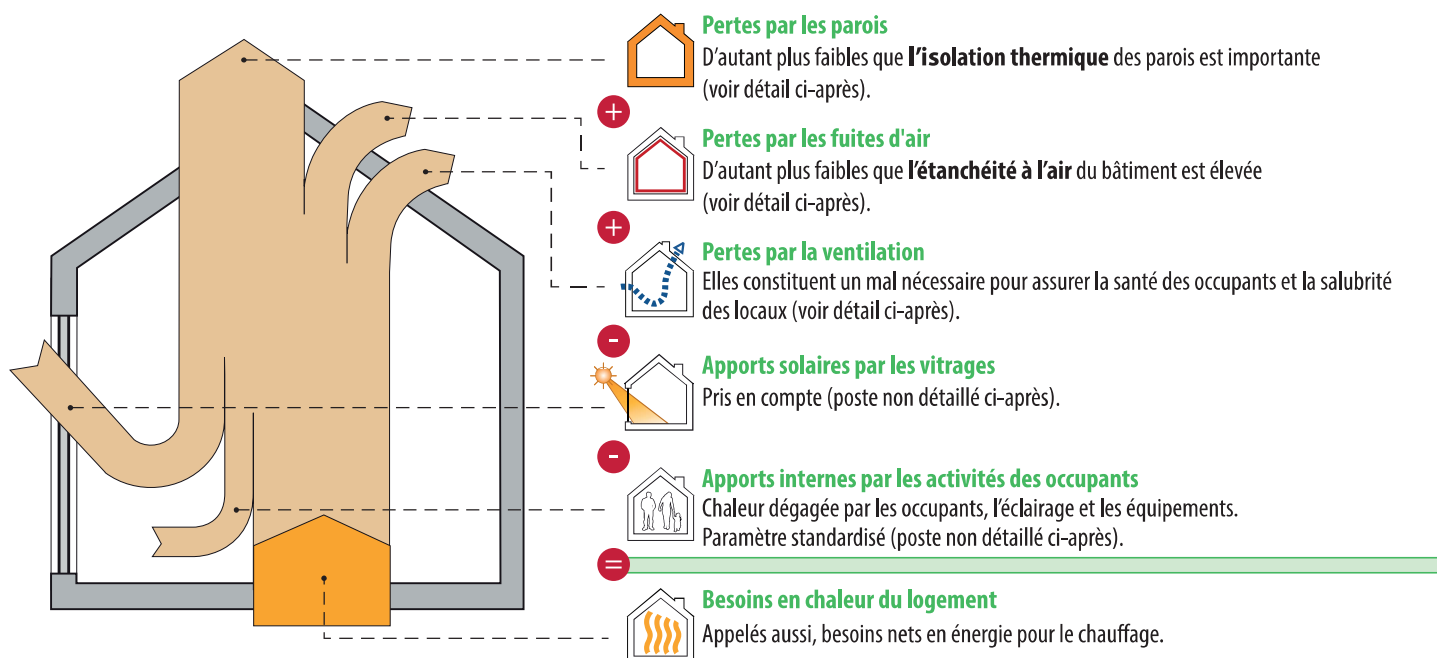 Pertes par les parois
D'autant plus faibles que l'isolation thermique des parois est importante
(voir détail ci-après).
+
Pertes par les fuites d'air
D'autant plus faibles que l'étanchéité à l'air du bâtiment est élevée
(voir détail ci-après).
+
Pertes par la ventilation
Elles constituent un mal nécessaire pour assurer la santé des occupants et la salubrité
des locaux (voir détail ci-après).
-
Apports solaires par les vitrages
Pris en compte (poste non détaillé ci-après).
-
Apports internes par les activités des occupants
Chaleur dégagée par les occupants, l'éclairage et les équipements.
Paramètre standardisé (poste non détaillé ci-après).
=
Besoins en chaleur du logement
Appelés aussi, besoins nets en énergie pour le chauffage.